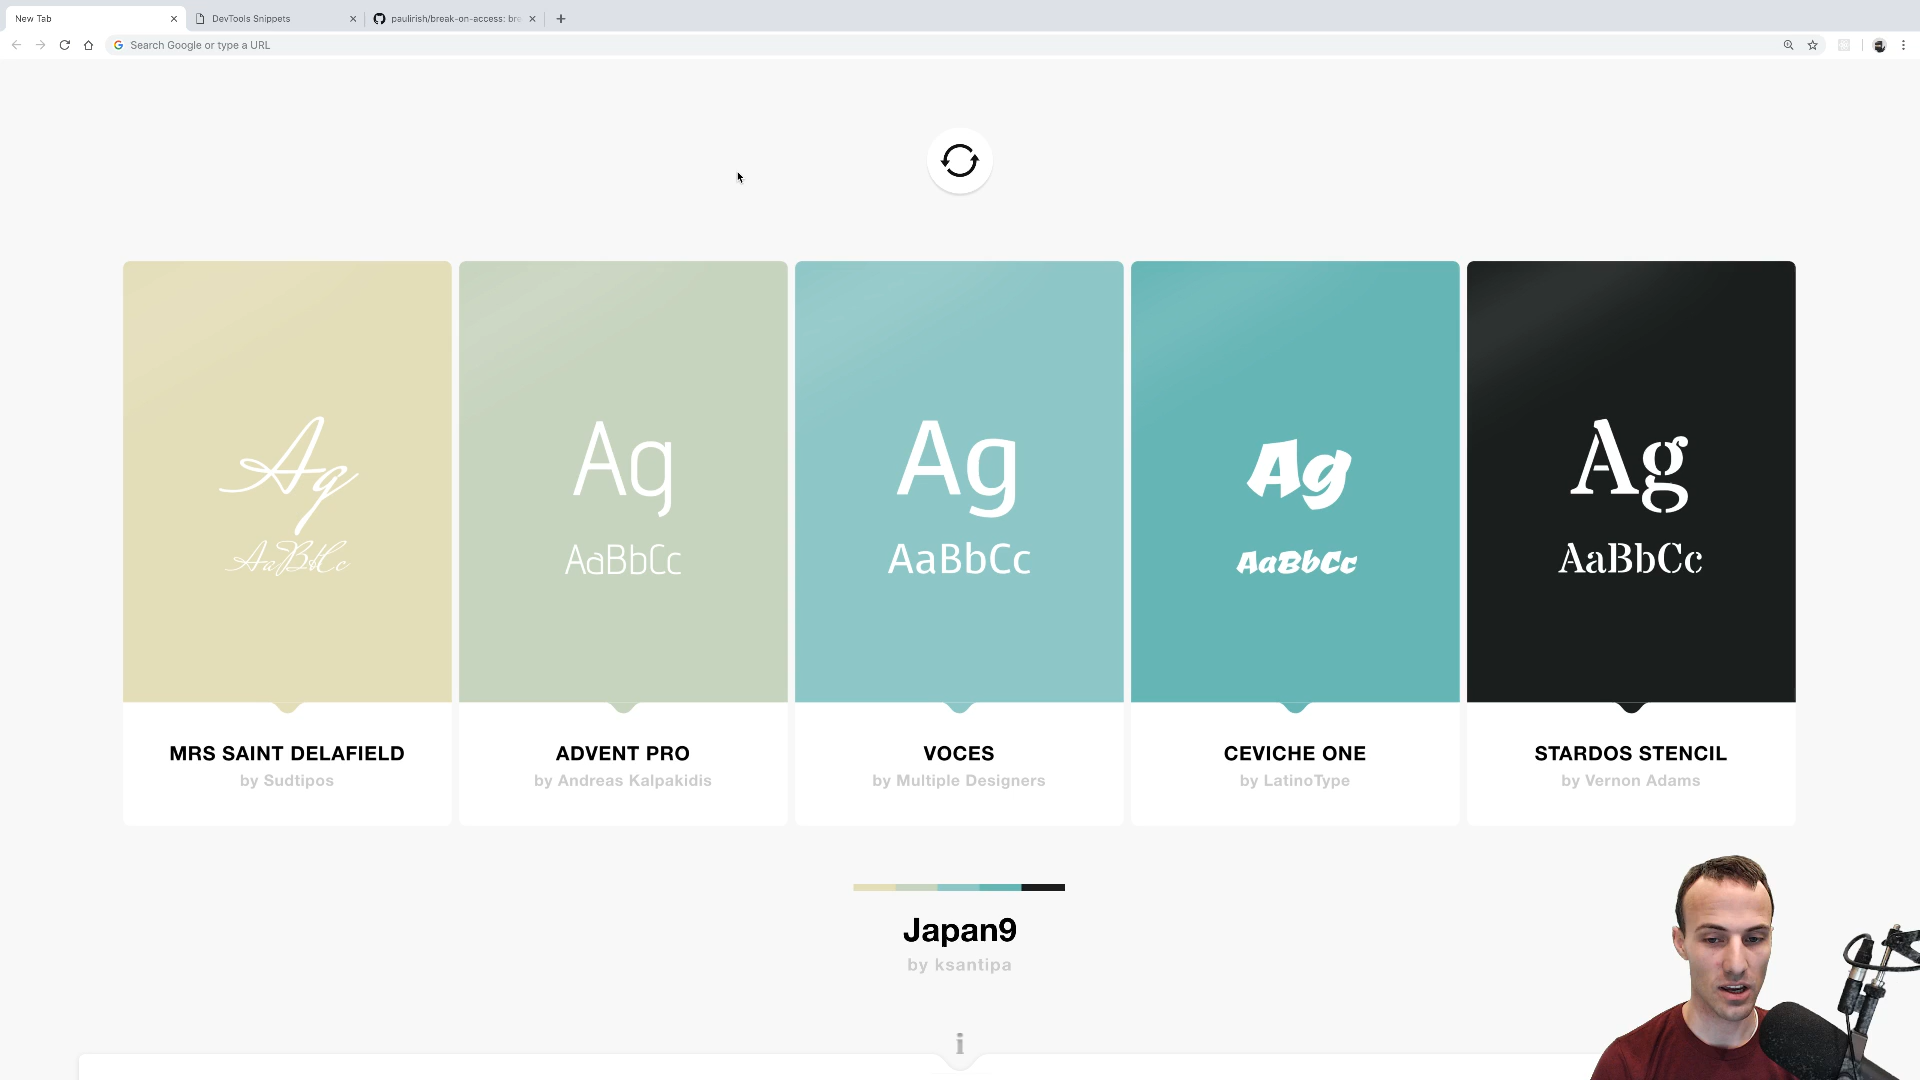 New Tab
DevTools Snippets
paulirish/break-on-access: bre
Search Google or type a URL
Ag
AaBbCc
Ag
AaBbCc
Ag
AaBbCc
Ag
AaBbCc
Ag
AaBbCc
MRS SAINT DELAFIELD
by Sudtipos
ADVENT PRO
by Andreas Kalpakidis
VOCES
by Multiple Designers
CEVICHE ONE
by LatinoType
STARDOS STENCIL
by Vernon Adams
Japan9
by ksantipa
i